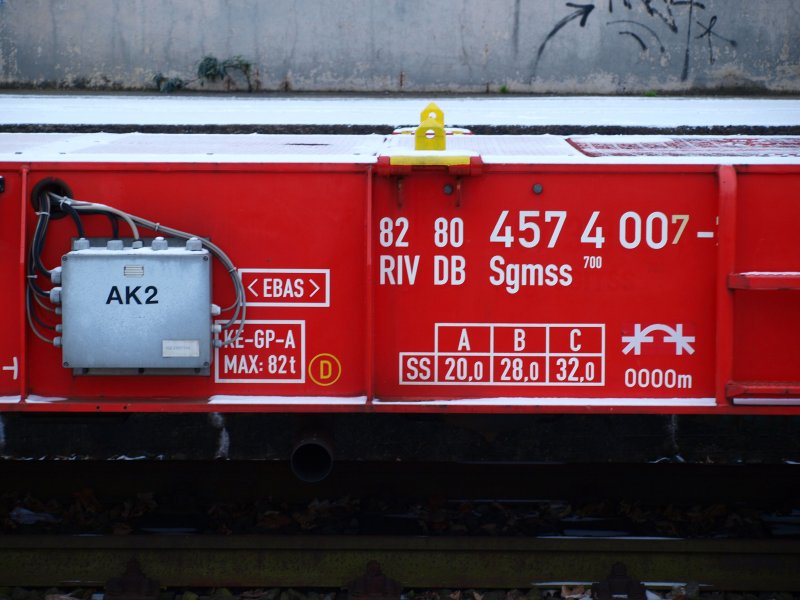 AK2
<EBAS>
KE-GP-A
MAX: 82t
D
82 80 457 4 007-
RIV DB Sgmss 700
A B C
SS 20,0 28,0 32,0
0000m